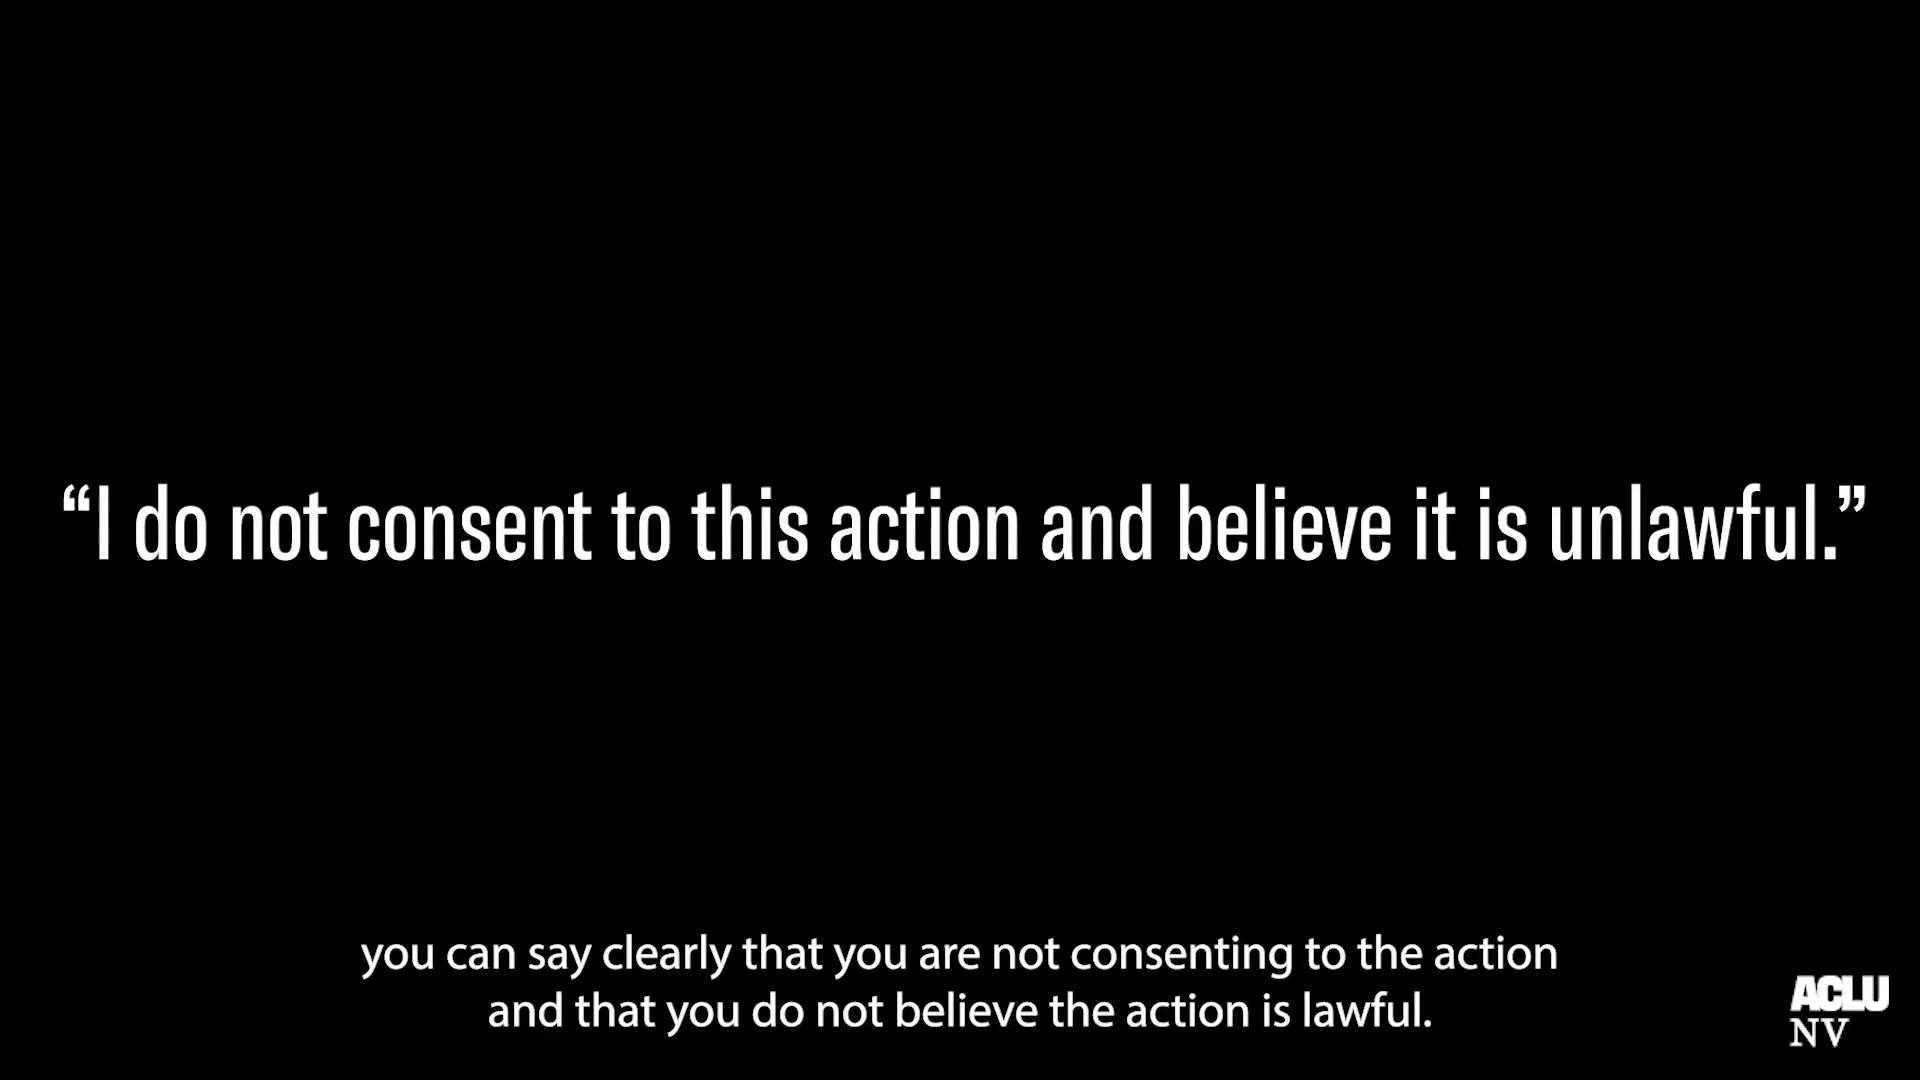 “I do not consent to this action and believe it is unlawful.”
you can say clearly that you are not consenting to the action
and that you do not believe the action is lawful.
ACLU
NV